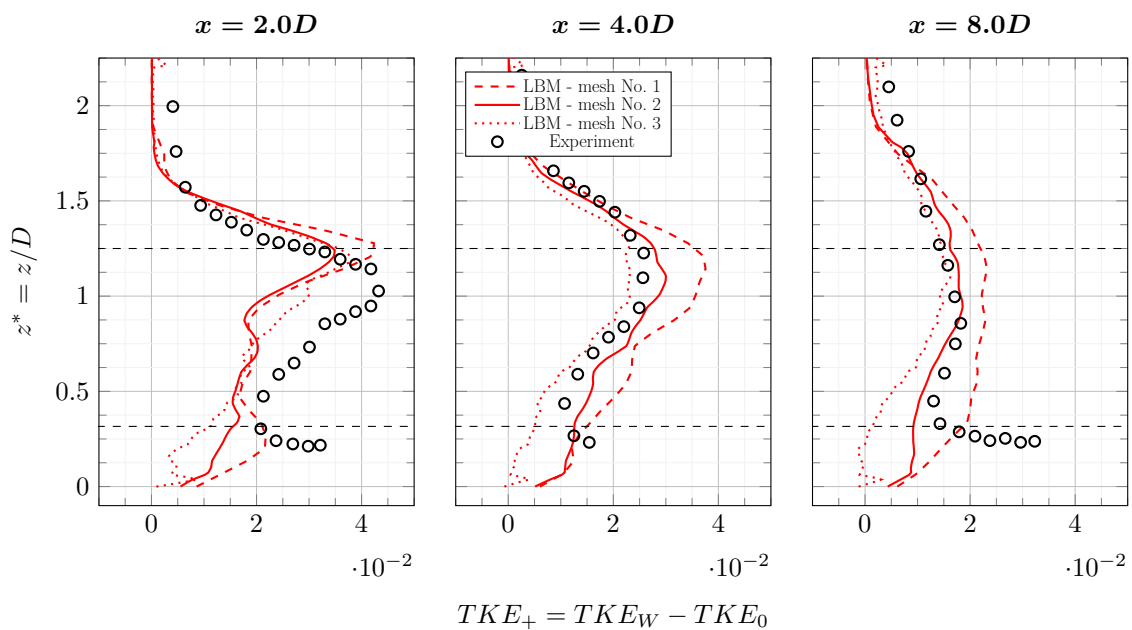 x = 2.0D
x = 4.0D
x = 8.0D
LBM - mesh No. 1
LBM - mesh No. 2
LBM - mesh No. 3
Experiment
2
1.5
1
0.5
0
z* = z/D
0 2 4
0 2 4
0 2 4
·10⁻²
·10⁻²
·10⁻²
TKE₊ = TKE_W − TKE₀